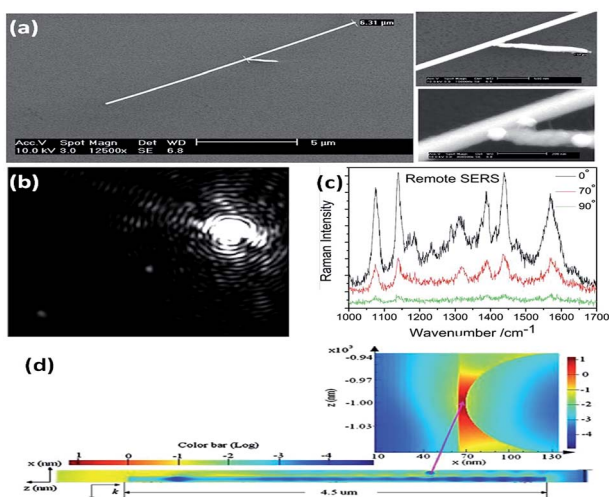 (a)
6.31 µm
Acc.V Spot Magn Det WD
10.0 kV 3.0 12500x SE 6.8
5 µm
(b)
(c)
Remote SERS
0°
70°
90°
Raman Intensity
1000 1100 1200 1300 1400 1500 1600 1700
Wavenumber /cm-1
(d)
x10³
-0.94
-0.97
-1.00
-1.03
z (nm)
10 40 70 100 130
x (nm)
1
0
-1
-2
-3
-4
Color bar (Log)
1 0 -1 -2 -3 -4
x (nm)
z (nm)
k
4.5 um